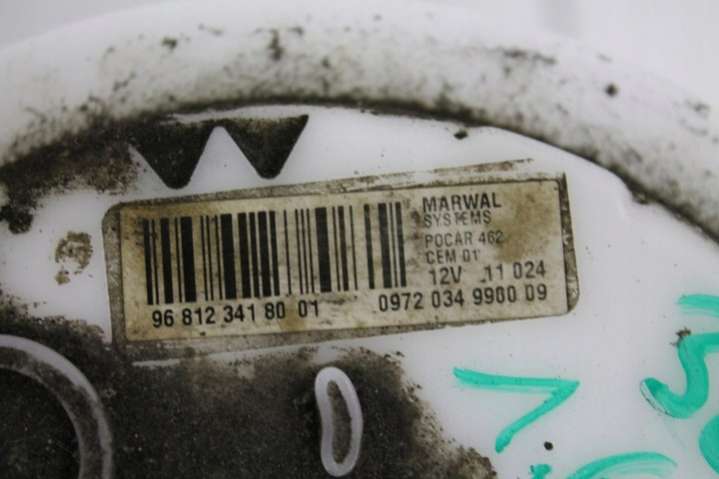 MARWAL
SYSTEMS
POCAR 462
CEM 01
12V 11 024
96 812 341 80 01
0972 034 9900 09